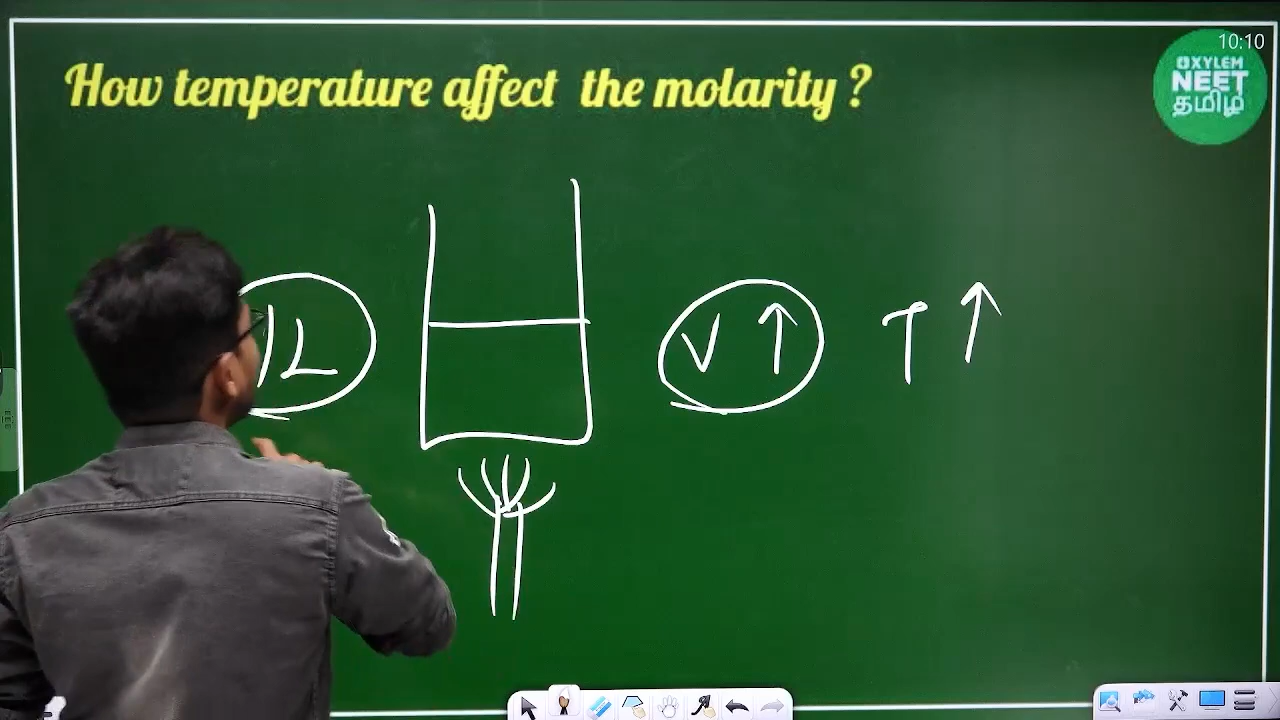 10:10
How temperature affect the molarity ?
OXYLEM
NEET
தமிழ்
1L
V ↑
T ↑